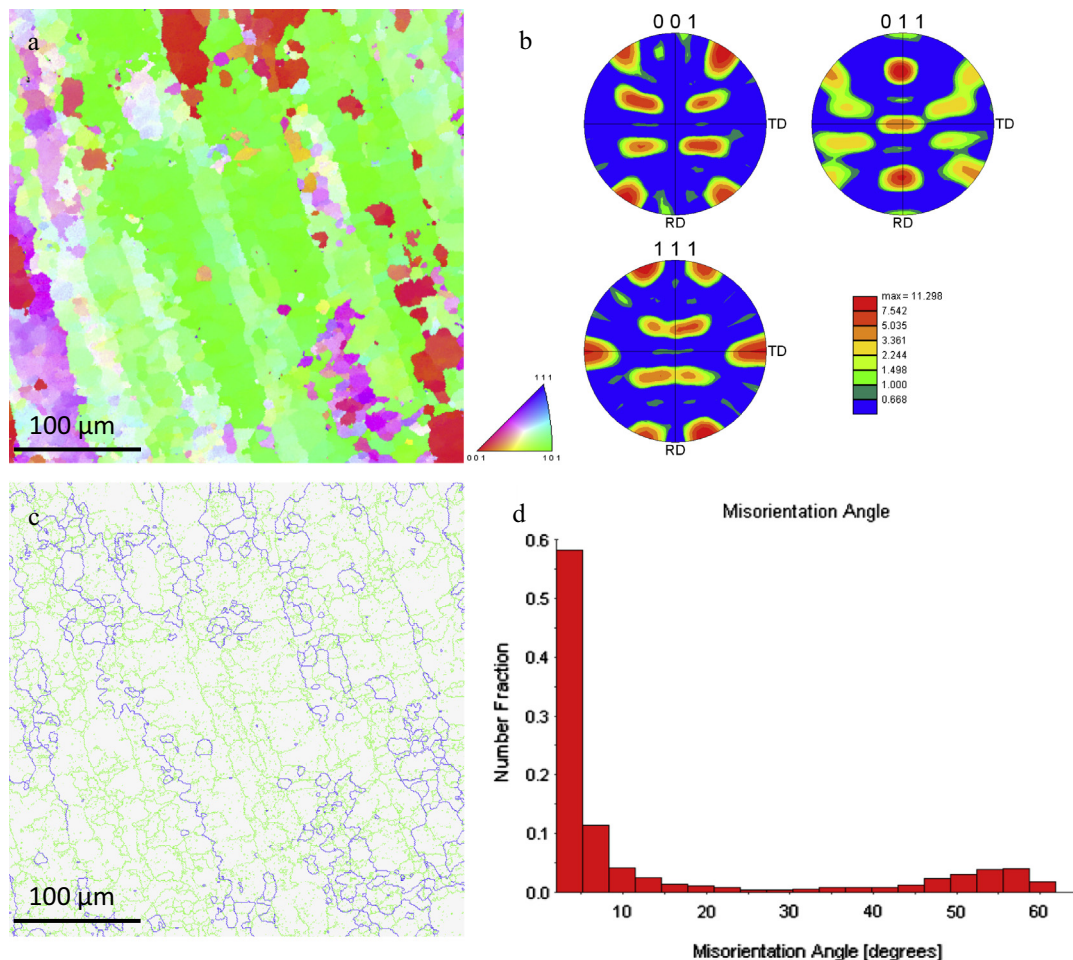 a
100 μm
b
0 0 1
TD
RD
0 1 1
TD
RD
1 1 1
TD
RD
max = 11.298
7.542
5.035
3.361
2.244
1.498
1.000
0.668
1 1 1
0 0 1
1 0 1
c
100 μm
d
Misorientation Angle
Number Fraction
0.6
0.5
0.4
0.3
0.2
0.1
0.0
10 20 30 40 50 60
Misorientation Angle [degrees]